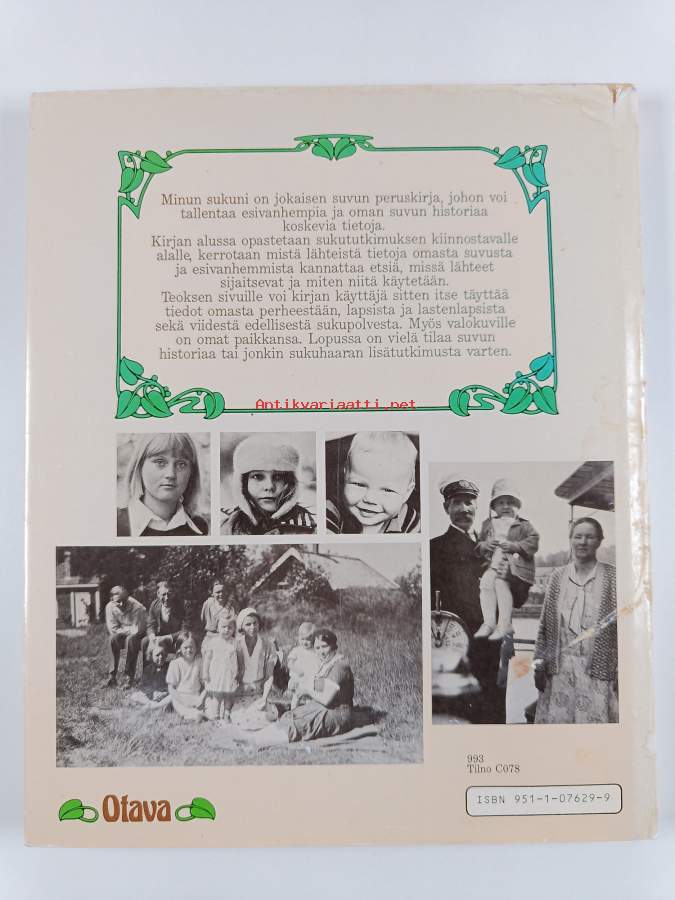 Minun sukuni on jokaisen suvun peruskirja, johon voi
tallentaa esivanhempia ja oman suvun historiaa
koskevia tietoja.
Kirjan alussa opastetaan sukututkimuksen kiinnostavalle
alalle, kerrotaan mistä lähteistä tietoja omasta suvusta
ja esivanhemmista kannattaa etsiä, missä lähteet
sijaitsevat ja miten niitä käytetään.
Teoksen sivuille voi kirjan käyttäjä sitten itse täyttää
tiedot omasta perheestään, lapsista ja lastenlapsista
sekä viidestä edellisestä sukupolvesta. Myös valokuville
on omat paikkansa. Lopussa on vielä tilaa suvun
historiaa tai jonkin sukuhaaran lisätutkimusta varten.
Antikvariaatti.net
993
Tilno C078
ISBN 951-1-07629-9
Otava